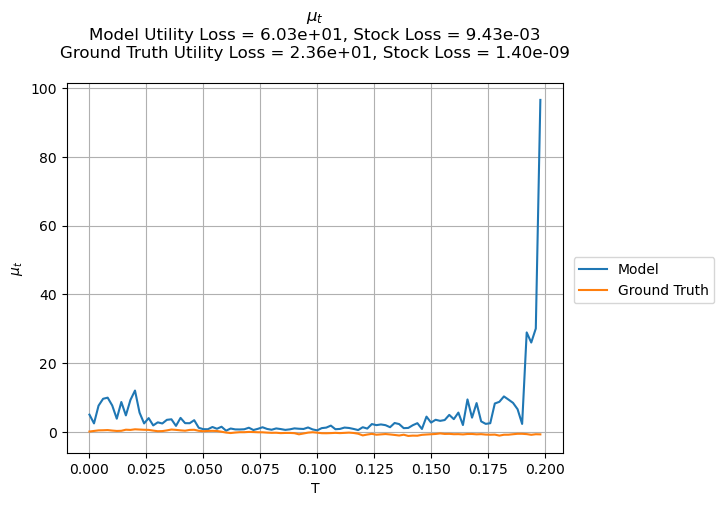 μₜ
Model Utility Loss = 6.03e+01, Stock Loss = 9.43e-03
Ground Truth Utility Loss = 2.36e+01, Stock Loss = 1.40e-09
100
80
60
40
20
0
μₜ
0.000 0.025 0.050 0.075 0.100 0.125 0.150 0.175 0.200
T
Model
Ground Truth